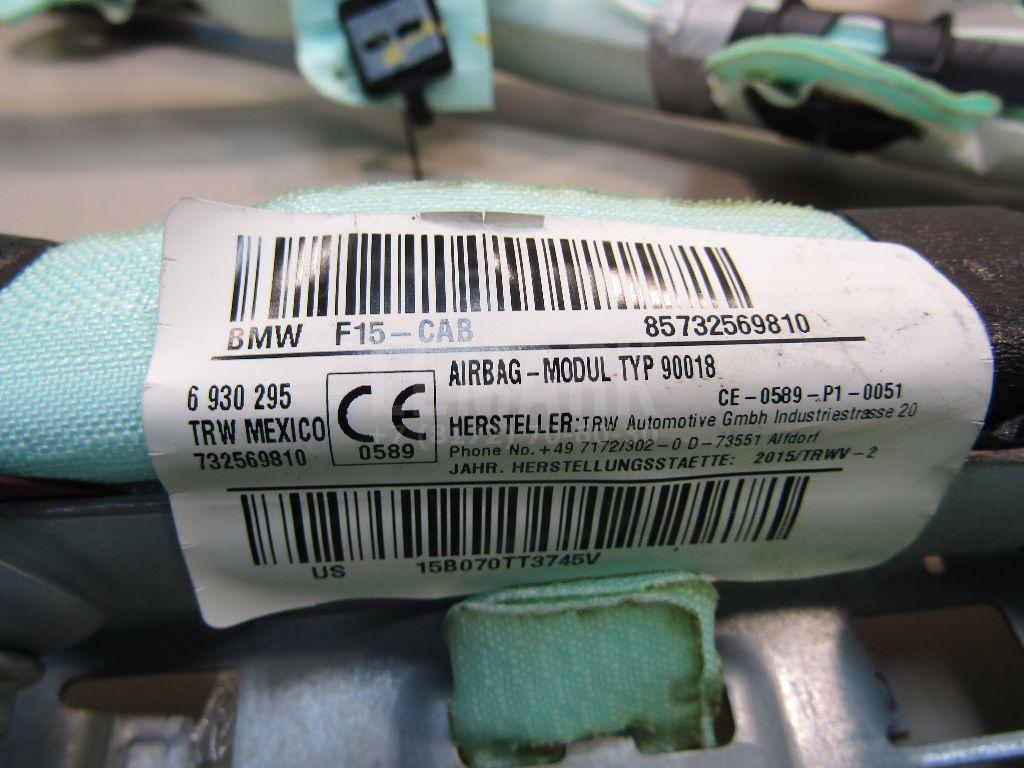 BMW F15-CAB 85732569810
AIRBAG-MODUL TYP 90018
6 930 295
CE-0589-P1-0051
TRW MEXICO
CE
HERSTELLER: TRW Automotive Gmbh Industriestrasse 20
732569810
0589
Phone No. +49 7172/302-0 D-73551 Alfdorf
JAHR. HERSTELLUNGSSTAETTE: 2015/TRWV-2
US 15B070TT3745V